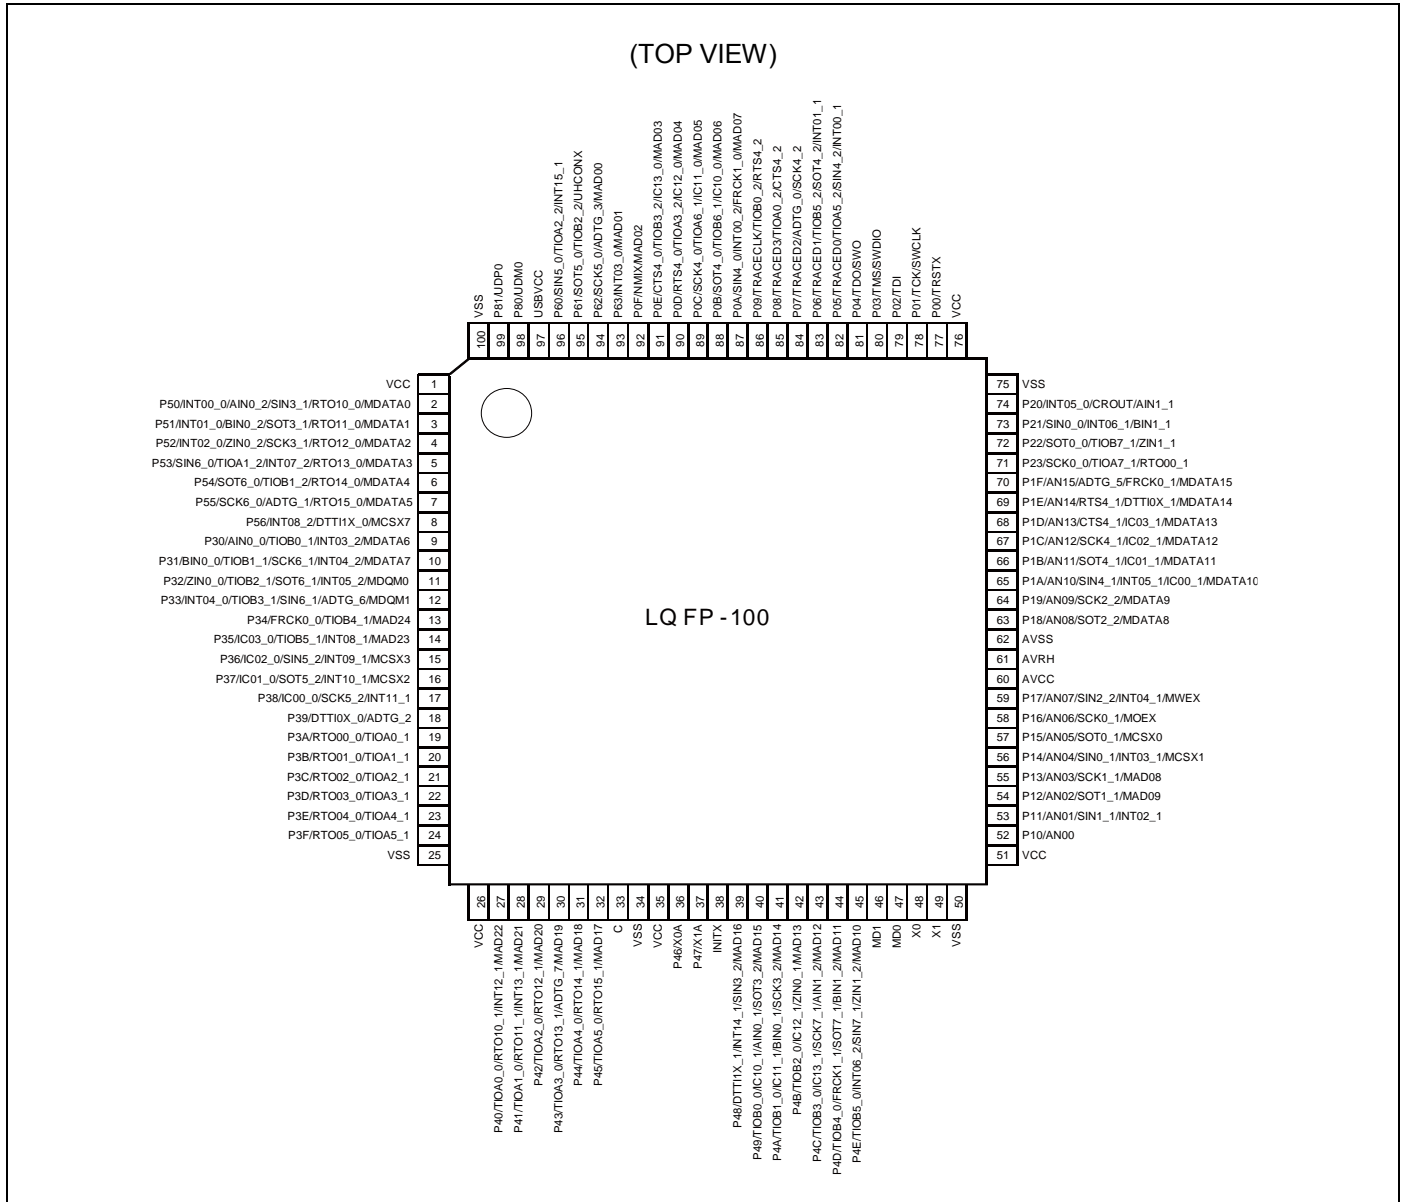 (TOP VIEW)
VSS
P81/UDP0
P80/UDM0
USBVCC
P60/SIN5_0/TIOA2_2/INT15_1
P61/SOT5_0/TIOB2_2/UHCONX
P62/SCK5_0/ADTG_3/MAD00
P63/INT03_0/MAD01
P0F/NMIX/MAD02
P0E/CTS4_0/TIOB3_2/IC13_0/MAD03
P0D/RTS4_0/TIOA3_2/IC12_0/MAD04
P0C/SCK4_0/TIOA6_1/IC11_0/MAD05
P0B/SOT4_0/TIOB6_1/IC10_0/MAD06
P0A/SIN4_0/INT00_2/FRCK1_0/MAD07
P09/TRACECLK/TIOB0_2/RTS4_2
P08/TRACED3/TIOA0_2/CTS4_2
P07/TRACED2/ADTG_0/SCK4_2
P06/TRACED1/TIOB5_2/SOT4_2/INT01_1
P05/TRACED0/TIOA5_2/SIN4_2/INT00_1
P04/TDO/SWO
P03/TMS/SWDIO
P02/TDI
P01/TCK/SWCLK
P00/TRSTX
VCC
100 99 98 97 96 95 94 93 92 91 90 89 88 87 86 85 84 83 82 81 80 79 78 77 76
VCC 1
P50/INT00_0/AIN0_2/SIN3_1/RTO10_0/MDATA0 2
P51/INT01_0/BIN0_2/SOT3_1/RTO11_0/MDATA1 3
P52/INT02_0/ZIN0_2/SCK3_1/RTO12_0/MDATA2 4
P53/SIN6_0/TIOA1_2/INT07_2/RTO13_0/MDATA3 5
P54/SOT6_0/TIOB1_2/RTO14_0/MDATA4 6
P55/SCK6_0/ADTG_1/RTO15_0/MDATA5 7
P56/INT08_2/DTTI1X_0/MCSX7 8
P30/AIN0_0/TIOB0_1/INT03_2/MDATA6 9
P31/BIN0_0/TIOB1_1/SCK6_1/INT04_2/MDATA7 10
P32/ZIN0_0/TIOB2_1/SOT6_1/INT05_2/MDQM0 11
P33/INT04_0/TIOB3_1/SIN6_1/ADTG_6/MDQM1 12
P34/FRCK0_0/TIOB4_1/MAD24 13
P35/IC03_0/TIOB5_1/INT08_1/MAD23 14
P36/IC02_0/SIN5_2/INT09_1/MCSX3 15
P37/IC01_0/SOT5_2/INT10_1/MCSX2 16
P38/IC00_0/SCK5_2/INT11_1 17
P39/DTTI0X_0/ADTG_2 18
P3A/RTO00_0/TIOA0_1 19
P3B/RTO01_0/TIOA1_1 20
P3C/RTO02_0/TIOA2_1 21
P3D/RTO03_0/TIOA3_1 22
P3E/RTO04_0/TIOA4_1 23
P3F/RTO05_0/TIOA5_1 24
VSS 25
LQFP-100
75 VSS
74 P20/INT05_0/CROUT/AIN1_1
73 P21/SIN0_0/INT06_1/BIN1_1
72 P22/SOT0_0/TIOB7_1/ZIN1_1
71 P23/SCK0_0/TIOA7_1/RTO00_1
70 P1F/AN15/ADTG_5/FRCK0_1/MDATA15
69 P1E/AN14/RTS4_1/DTTI0X_1/MDATA14
68 P1D/AN13/CTS4_1/IC03_1/MDATA13
67 P1C/AN12/SCK4_1/IC02_1/MDATA12
66 P1B/AN11/SOT4_1/IC01_1/MDATA11
65 P1A/AN10/SIN4_1/INT05_1/IC00_1/MDATA10
64 P19/AN09/SCK2_2/MDATA9
63 P18/AN08/SOT2_2/MDATA8
62 AVSS
61 AVRH
60 AVCC
59 P17/AN07/SIN2_2/INT04_1/MWEX
58 P16/AN06/SCK0_1/MOEX
57 P15/AN05/SOT0_1/MCSX0
56 P14/AN04/SIN0_1/INT03_1/MCSX1
55 P13/AN03/SCK1_1/MAD08
54 P12/AN02/SOT1_1/MAD09
53 P11/AN01/SIN1_1/INT02_1
52 P10/AN00
51 VCC
26 27 28 29 30 31 32 33 34 35 36 37 38 39 40 41 42 43 44 45 46 47 48 49 50
VCC
P40/TIOA0_0/RTO10_1/INT12_1/MAD22
P41/TIOA1_0/RTO11_1/INT13_1/MAD21
P42/TIOA2_0/RTO12_1/MAD20
P43/TIOA3_0/RTO13_1/ADTG_7/MAD19
P44/TIOA4_0/RTO14_1/MAD18
P45/TIOA5_0/RTO15_1/MAD17
C
VSS
VCC
P46/X0A
P47/X1A
INITX
P48/DTTI1X_1/INT14_1/SIN3_2/MAD16
P49/TIOB0_0/IC10_1/AIN0_1/SOT3_2/MAD15
P4A/TIOB1_0/IC11_1/BIN0_1/SCK3_2/MAD14
P4B/TIOB2_0/IC12_1/ZIN0_1/MAD13
P4C/TIOB3_0/IC13_1/SCK7_1/AIN1_2/MAD12
P4D/TIOB4_0/FRCK1_1/SOT7_1/BIN1_2/MAD11
P4E/TIOB5_0/INT06_2/SIN7_1/ZIN1_2/MAD10
MD1
MD0
X0
X1
VSS